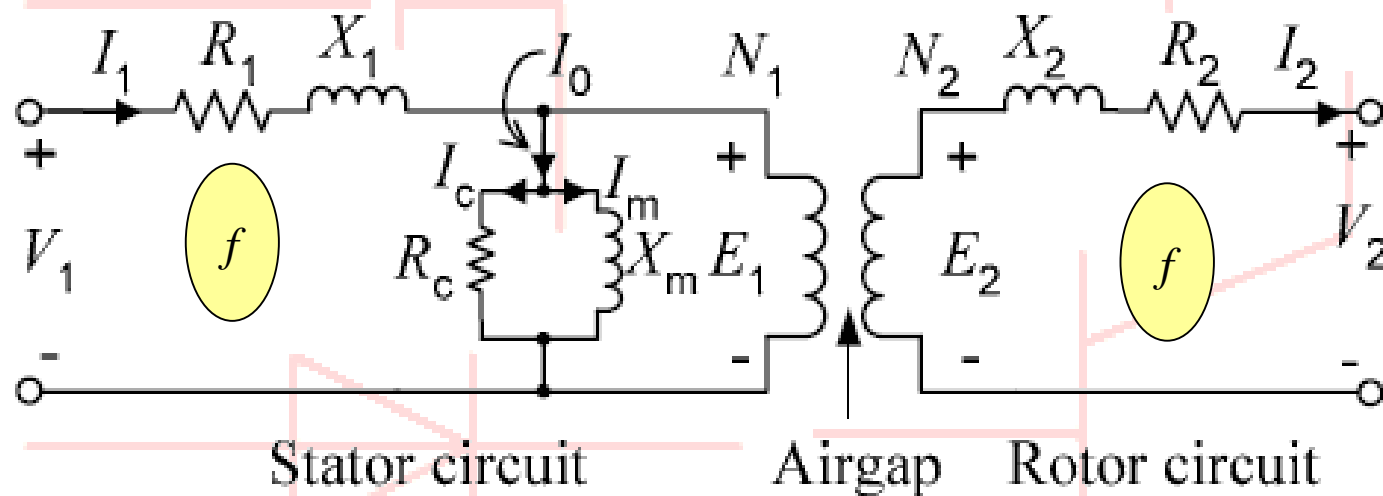 I1 R1 X1 I0 N1 N2 X2 R2 I2
+ + + +
Ic Im
V1 f Rc Xm E1 E2 f V2
- - - -
Stator circuit Airgap Rotor circuit